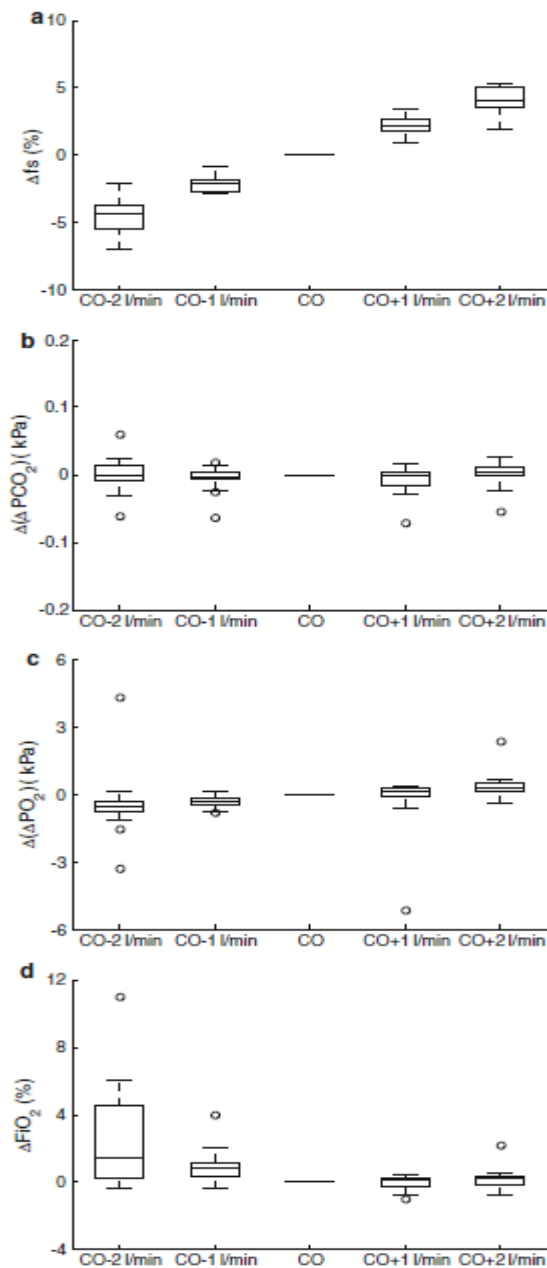 a
10
5
0
-5
-10
Δfs (%)
CO-2 l/min CO-1 l/min CO CO+1 l/min CO+2 l/min
b
0.2
0.1
0
-0.1
-0.2
Δ(ΔPCO₂) ( kPa)
CO-2 l/min CO-1 l/min CO CO+1 l/min CO+2 l/min
c
6
3
0
-3
-6
Δ(ΔPO₂) ( kPa)
CO-2 l/min CO-1 l/min CO CO+1 l/min CO+2 l/min
d
12
8
4
0
-4
ΔFiO₂ (%)
CO-2 l/min CO-1 l/min CO CO+1 l/min CO+2 l/min